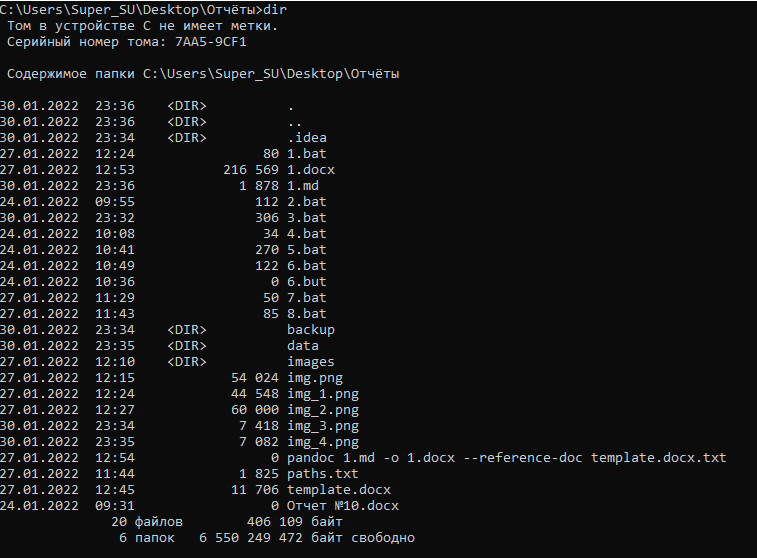 C:\Users\Super_SU\Desktop\Отчёты>dir
Том в устройстве C не имеет метки.
Серийный номер тома: 7AA5-9CF1
Содержимое папки C:\Users\Super_SU\Desktop\Отчёты
30.01.2022  23:36    <DIR>          .
30.01.2022  23:36    <DIR>          ..
30.01.2022  23:34    <DIR>          .idea
27.01.2022  12:24                80 1.bat
27.01.2022  12:53           216 569 1.docx
30.01.2022  23:36             1 878 1.md
24.01.2022  09:55               112 2.bat
30.01.2022  23:32               306 3.bat
24.01.2022  10:08                34 4.bat
24.01.2022  10:41               270 5.bat
24.01.2022  10:49               122 6.bat
24.01.2022  10:36                 0 6.but
27.01.2022  11:29                50 7.bat
27.01.2022  11:43                85 8.bat
30.01.2022  23:34    <DIR>          backup
30.01.2022  23:35    <DIR>          data
27.01.2022  12:10    <DIR>          images
27.01.2022  12:15            54 024 img.png
27.01.2022  12:24            44 548 img_1.png
27.01.2022  12:27            60 000 img_2.png
30.01.2022  23:34             7 418 img_3.png
30.01.2022  23:35             7 082 img_4.png
27.01.2022  12:54                 0 pandoc 1.md -o 1.docx --reference-doc template.docx.txt
27.01.2022  11:44             1 825 paths.txt
27.01.2022  12:45            11 706 template.docx
24.01.2022  09:31                 0 Отчет №10.docx
20 файлов        406 109 байт
6 папок   6 550 249 472 байт свободно